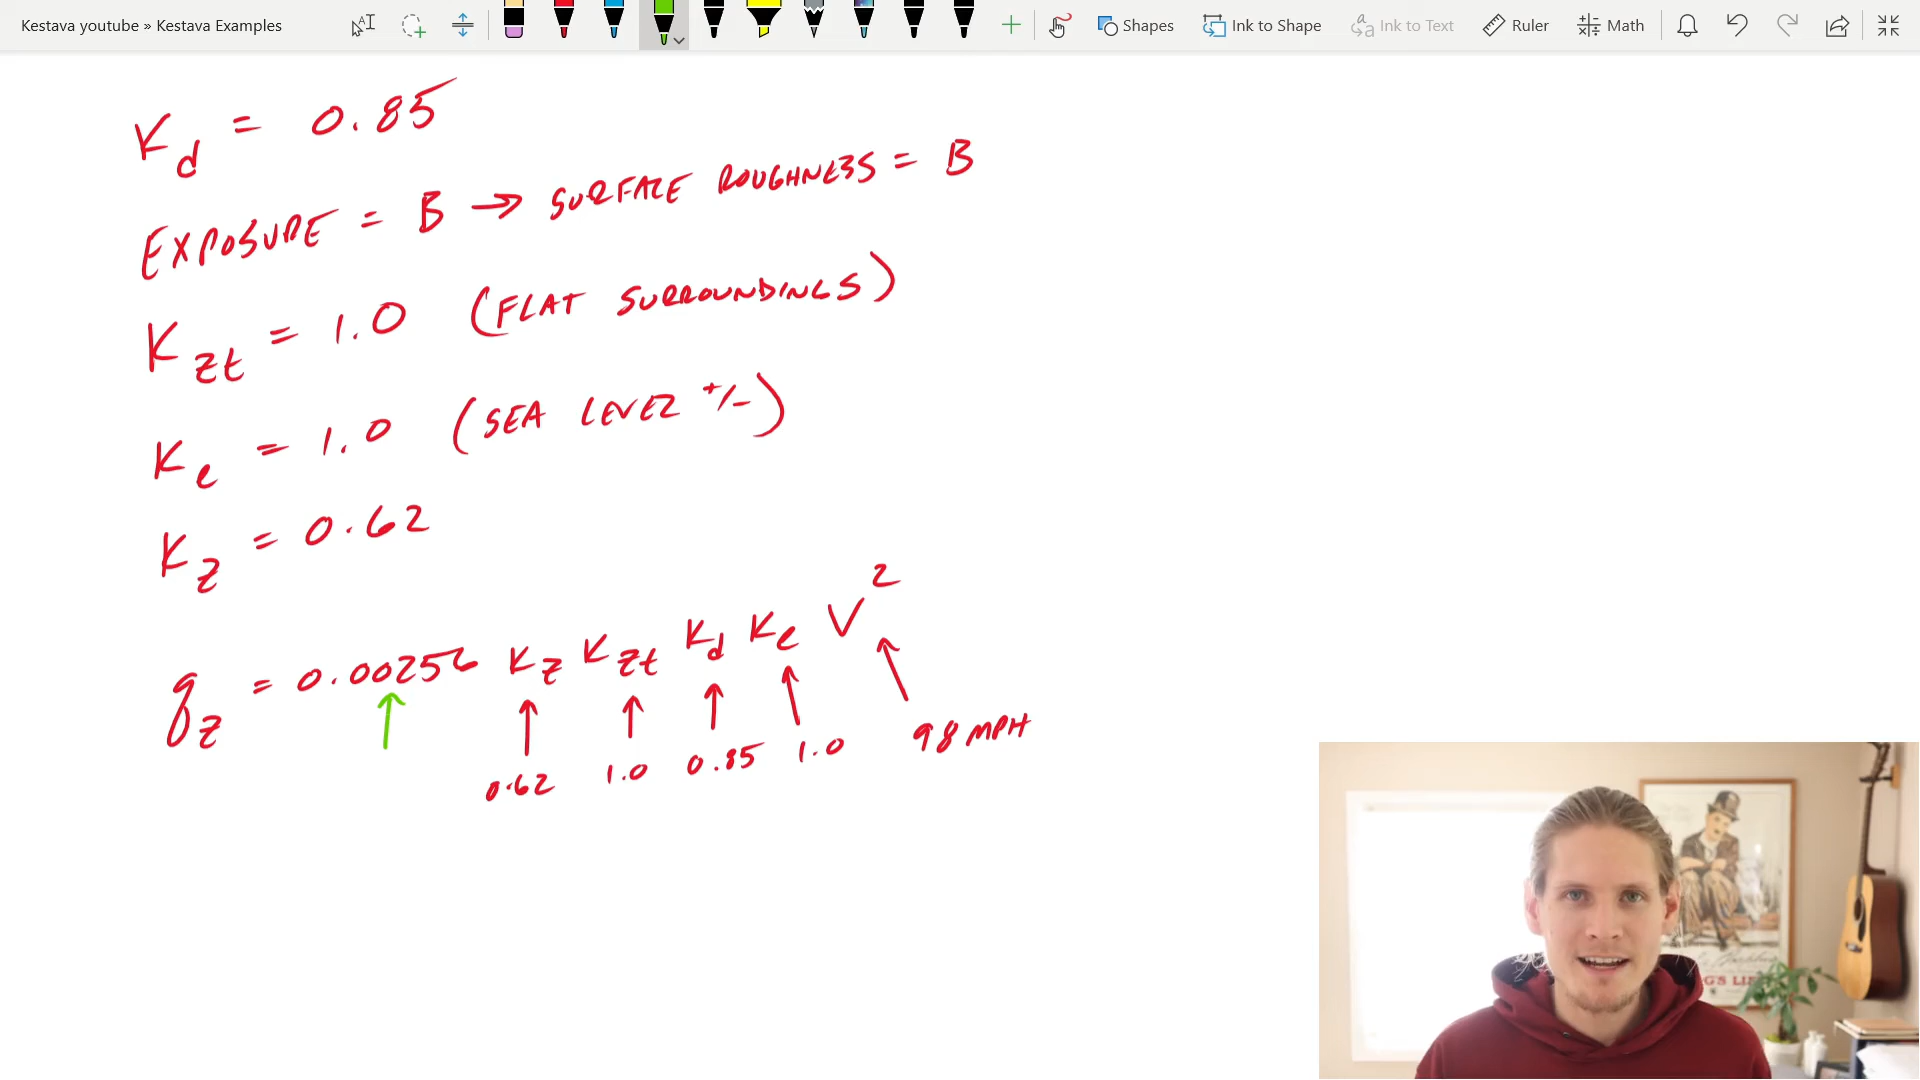 Kestava youtube » Kestava Examples
Shapes
Ink to Shape
Ink to Text
Ruler
Math
Kd = 0.85
EXPOSURE = B → SURFACE ROUGHNESS = B
Kzt = 1.0 (FLAT SURROUNDINGS)
Ke = 1.0 (SEA LEVEL +/-)
Kz = 0.62
qz = 0.00256 Kz Kzt Kd Ke V²
0.62 1.0 0.85 1.0 98 MPH
G'S LIS